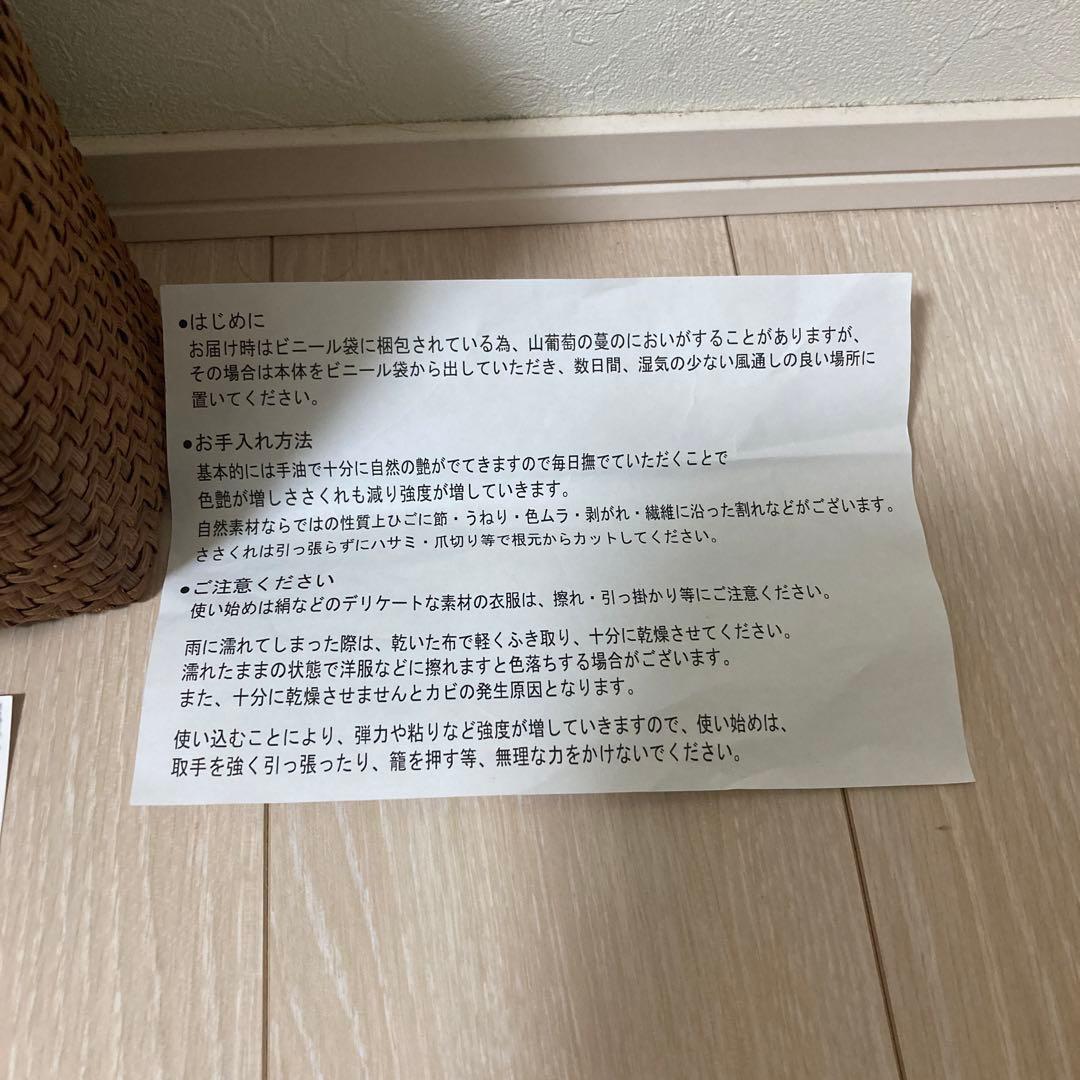 ●はじめに
お届け時はビニール袋に梱包されている為、山葡萄の蔓のにおいがすることがありますが、
その場合は本体をビニール袋から出していただき、数日間、湿気の少ない風通しの良い場所に
置いてください。
●お手入れ方法
基本的には手油で十分に自然の艶がでてきますので毎日撫でていただくことで
色艶が増しささくれも減り強度が増していきます。
自然素材ならではの性質上ひごに節・うねり・色ムラ・剥がれ・繊維に沿った割れなどがございます。
ささくれは引っ張らずにハサミ・爪切り等で根元からカットしてください。
●ご注意ください
使い始めは絹などのデリケートな素材の衣服は、擦れ・引っ掛かり等にご注意ください。
雨に濡れてしまった際は、乾いた布で軽くふき取り、十分に乾燥させてください。
濡れたままの状態で洋服などに擦れますと色落ちする場合がございます。
また、十分に乾燥させませんとカビの発生原因となります。
使い込むことにより、弾力や粘りなど強度が増していきますので、使い始めは、
取手を強く引っ張ったり、籠を押す等、無理な力をかけないでください。